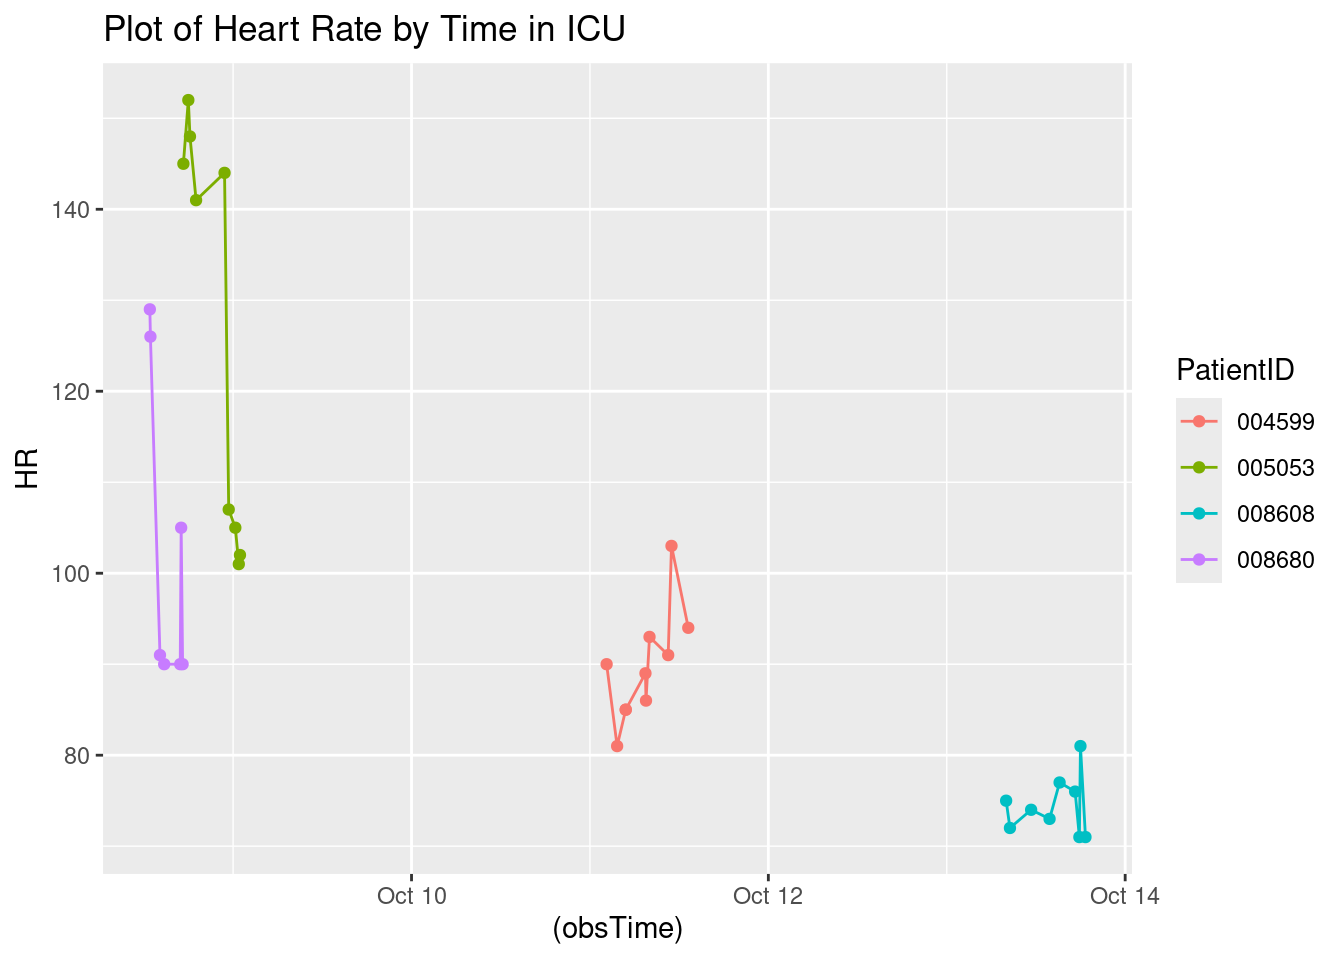 Plot of Heart Rate by Time in ICU
140
120
100
80
HR
Oct 10
Oct 12
Oct 14
(obsTime)
PatientID
004599
005053
008608
008680